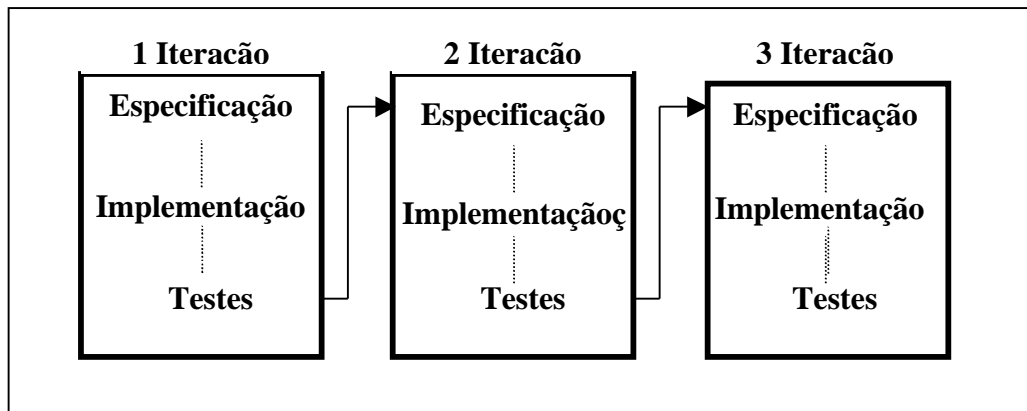 1 Iteracão
Especificação
Implementação
Testes
2 Iteracão
Especificação
Implementaçãoç
Testes
3 Iteracão
Especificação
Implementação
Testes